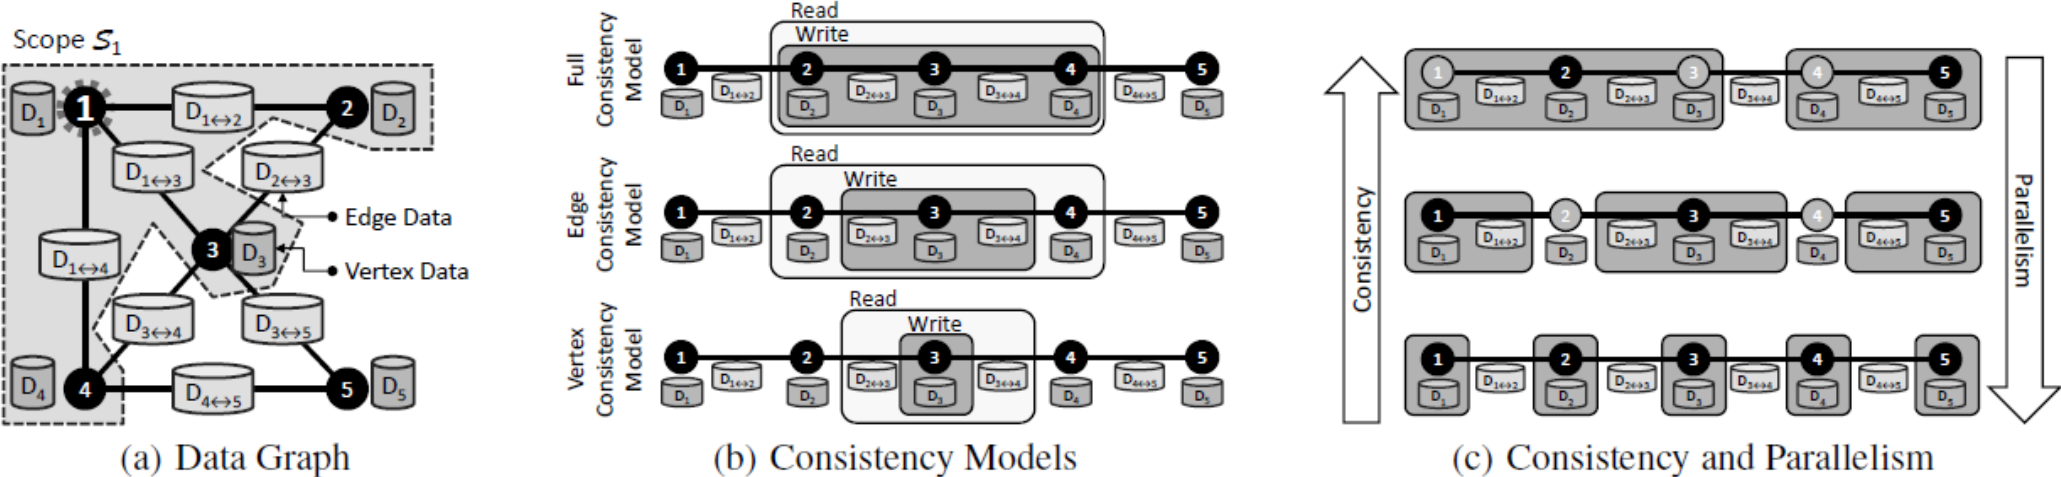 Scope S1
D1
1
D1↔2
2
D2
D1↔3
D2↔3
Edge Data
3
D3
Vertex Data
D1↔4
D3↔4
D3↔5
D4
4
D4↔5
5
D5
(a) Data Graph
Full
Consistency
Model
Read
Write
1 2 3 4 5
D1 D1↔2 D2 D2↔3 D3 D3↔4 D4 D4↔5 D5
Edge
Consistency
Model
Read
Write
1 2 3 4 5
D1 D1↔2 D2 D2↔3 D3 D3↔4 D4 D4↔5 D5
Vertex
Consistency
Model
Read
Write
1 2 3 4 5
D1 D1↔2 D2 D2↔3 D3 D3↔4 D4 D4↔5 D5
(b) Consistency Models
Consistency
1 2 3 4 5
D1 D1↔2 D2 D2↔3 D3 D3↔4 D4 D4↔5 D5
1 2 3 4 5
D1 D1↔2 D2 D2↔3 D3 D3↔4 D4 D4↔5 D5
1 2 3 4 5
D1 D1↔2 D2 D2↔3 D3 D3↔4 D4 D4↔5 D5
Parallelism
(c) Consistency and Parallelism